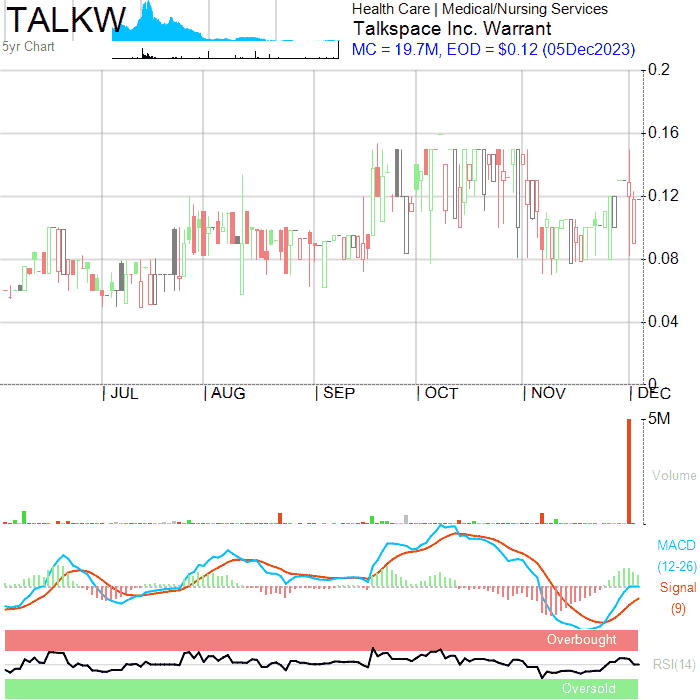 TALKW
5yr Chart
Health Care | Medical/Nursing Services
Talkspace Inc. Warrant
MC = 19.7M, EOD = $0.12 (05Dec2023)
0.2
0.16
0.12
0.08
0.04
0
| JUL | AUG | SEP | OCT | NOV | DEC
5M
Volume
MACD
(12-26)
Signal
(9)
Overbought
RSI(14)
Oversold